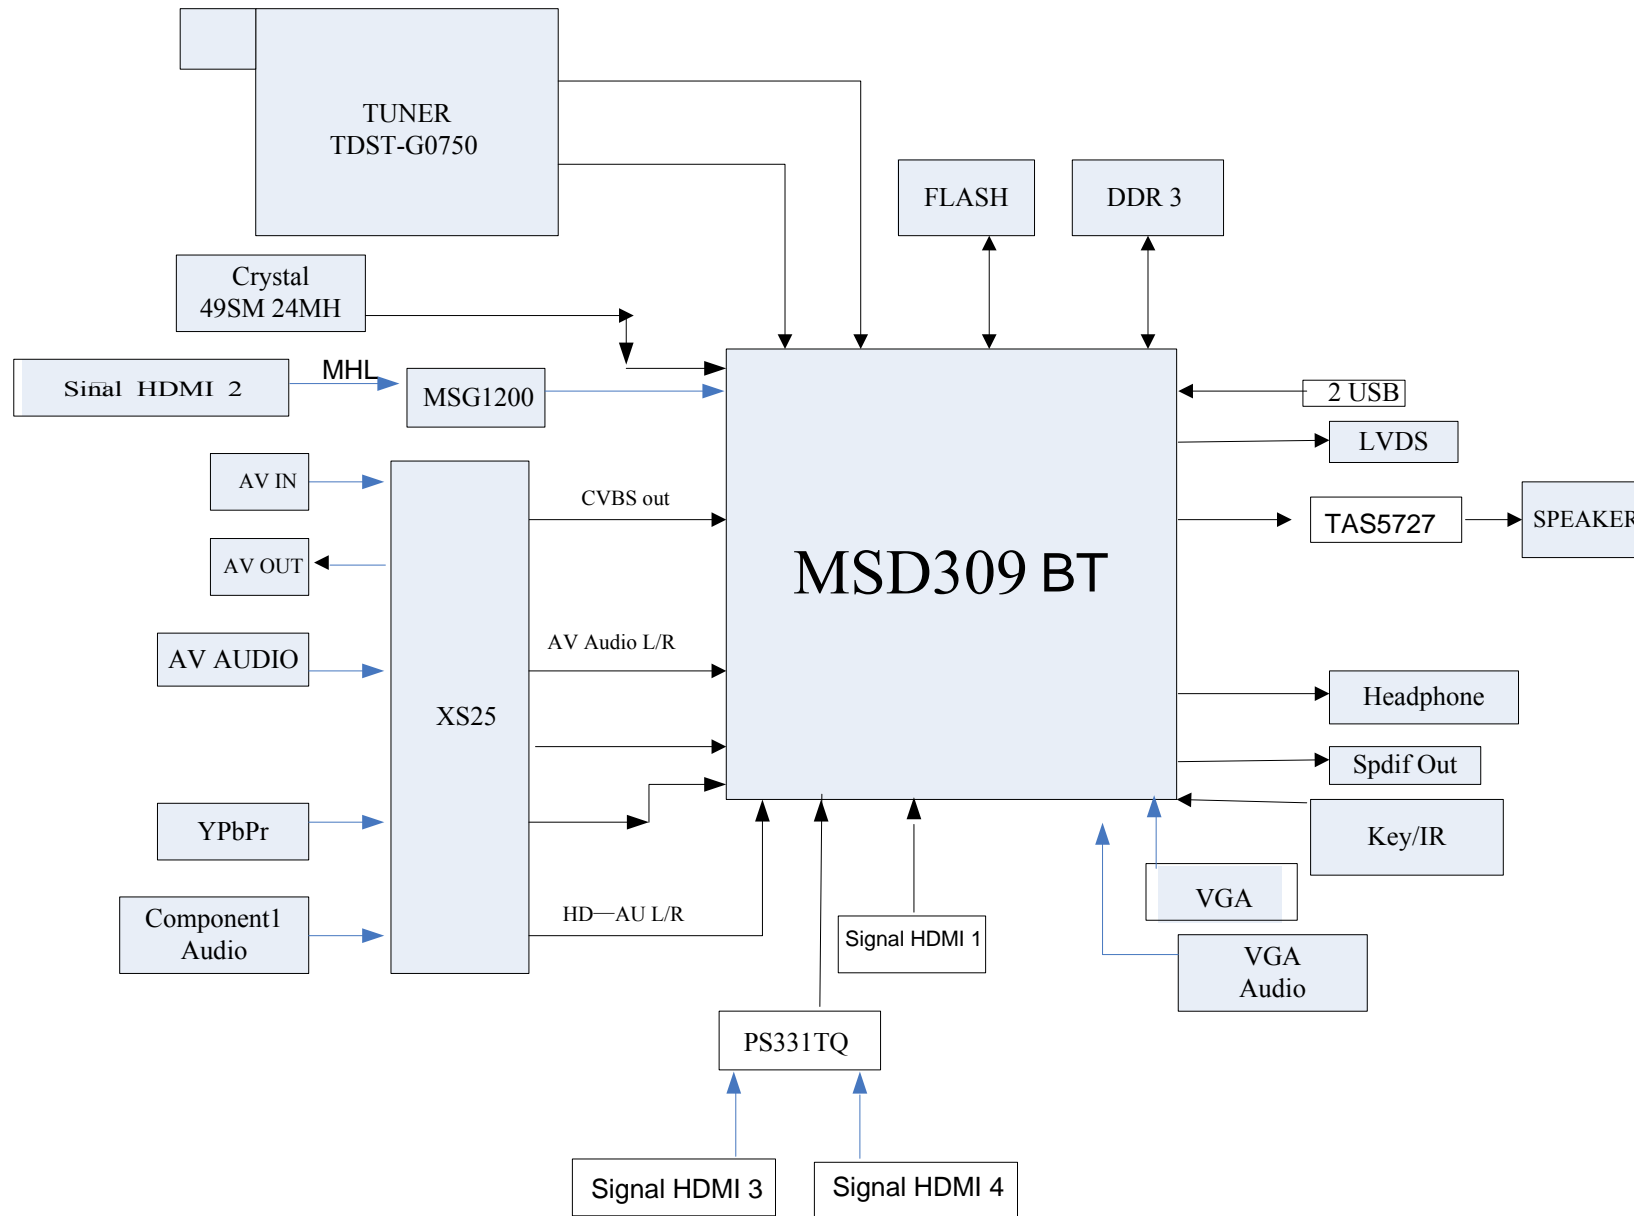 TUNER
TDST-G0750
FLASH
DDR 3
Crystal
49SM 24MH
Sinal HDMI 2
MHL
MSG1200
2 USB
LVDS
AV IN
CVBS out
TAS5727
SPEAKER
AV OUT
MSD309 BT
AV AUDIO
AV Audio L/R
XS25
Headphone
Spdif Out
YPbPr
Key/IR
VGA
Component1
Audio
HD—AU L/R
Signal HDMI 1
VGA
Audio
PS331TQ
Signal HDMI 3
Signal HDMI 4